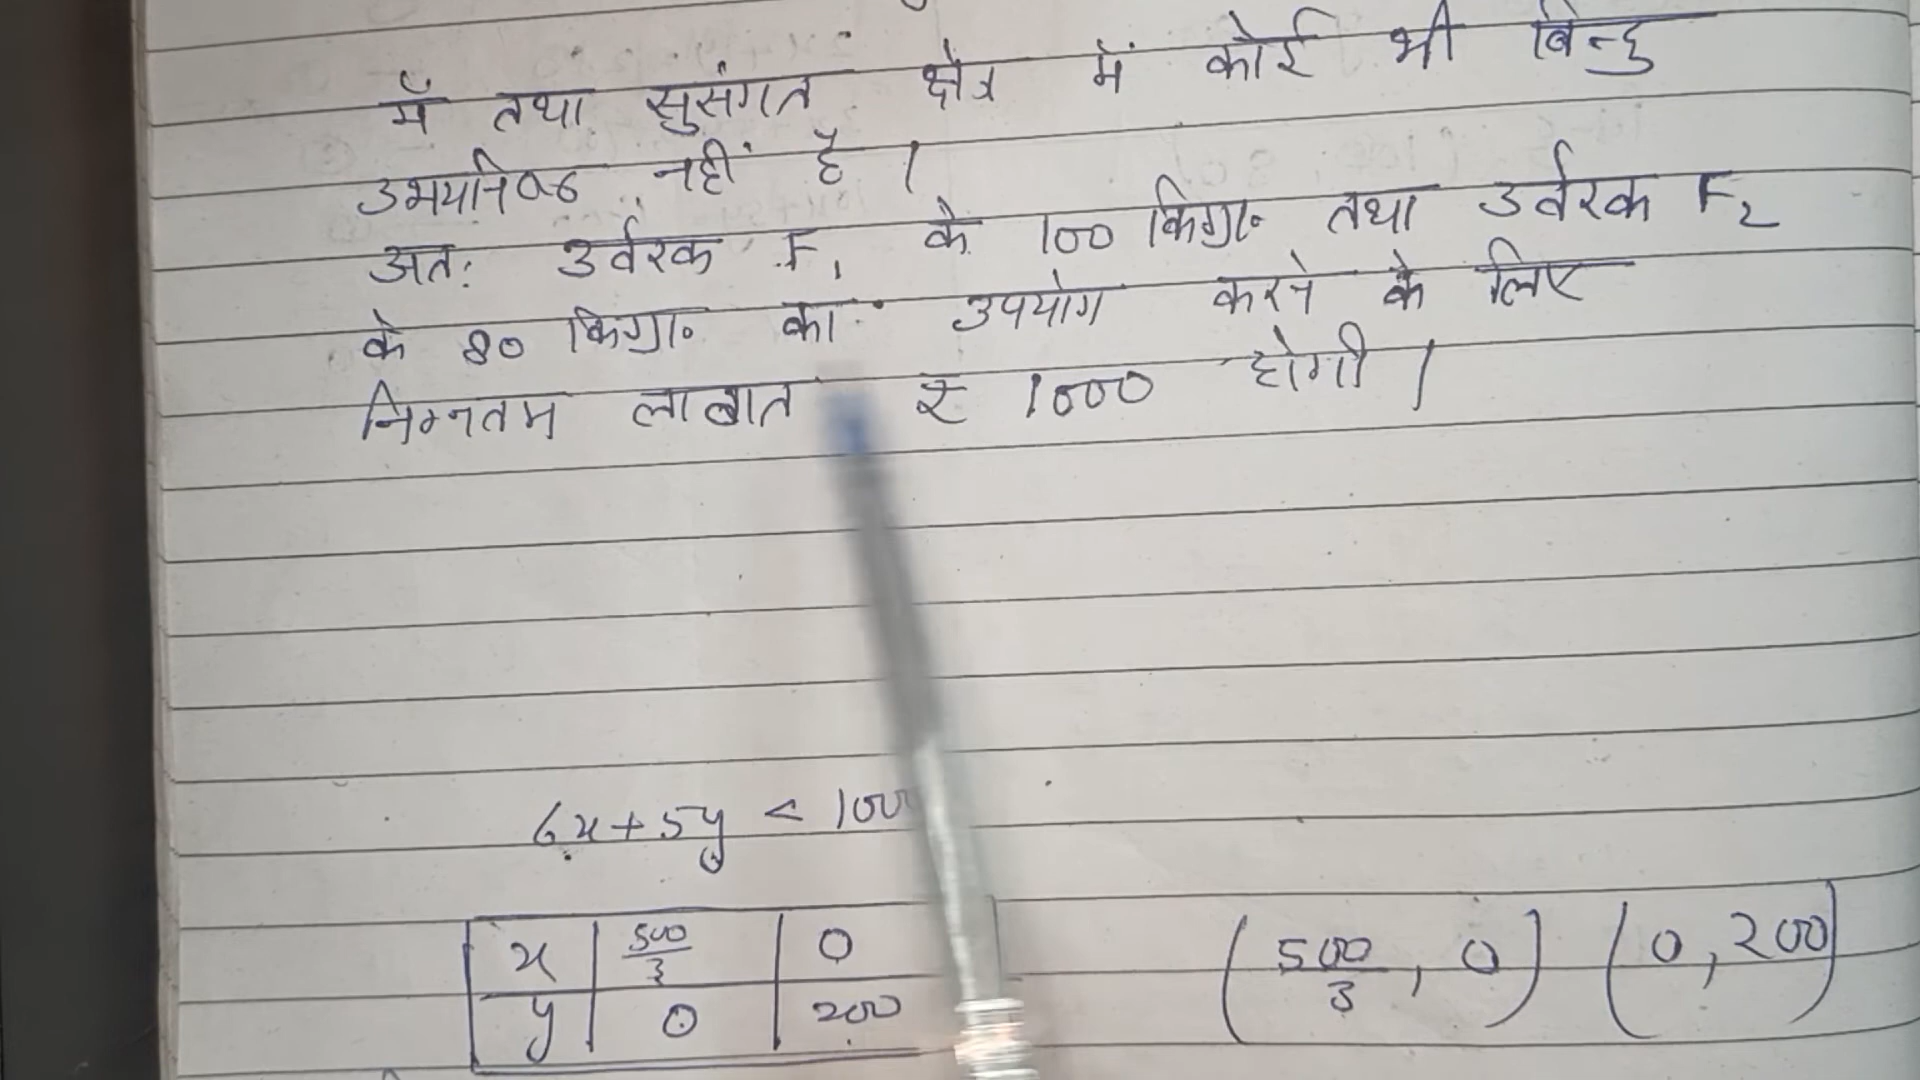 में तथा सुसंगत क्षेत्र में कोई भी बिन्दु
उभयनिष्ठ नहीं है ।
अतः उर्वरक F₁ के 100 किग्रा॰ तथा उर्वरक F₂
के 80 किग्रा॰ का उपयोग करने के लिए
निम्नतम लागत ₹ 1000 होगी ।
6x+5y < 100
x | 500/3 | 0
y | 0 | 200
(500/3, 0) (0, 200)